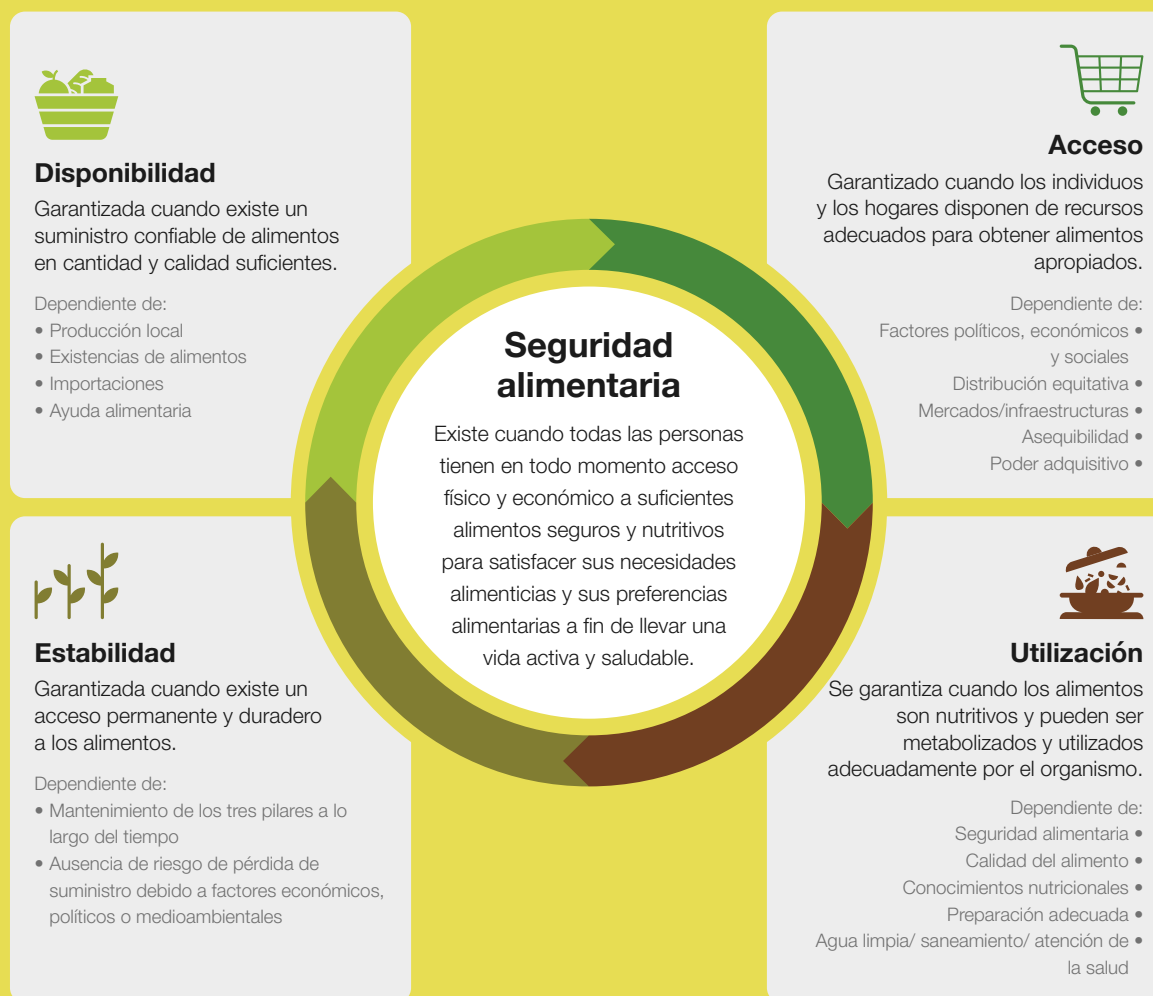 Disponibilidad
Garantizada cuando existe un
suministro confiable de alimentos
en cantidad y calidad suficientes.
Dependiente de:
• Producción local
• Existencias de alimentos
• Importaciones
• Ayuda alimentaria
Acceso
Garantizado cuando los individuos
y los hogares disponen de recursos
adecuados para obtener alimentos
apropiados.
Dependiente de:
Factores políticos, económicos •
y sociales
Distribución equitativa •
Mercados/infraestructuras •
Asequibilidad •
Poder adquisitivo •
Seguridad
alimentaria
Existe cuando todas las personas
tienen en todo momento acceso
físico y económico a suficientes
alimentos seguros y nutritivos
para satisfacer sus necesidades
alimenticias y sus preferencias
alimentarias a fin de llevar una
vida activa y saludable.
Estabilidad
Garantizada cuando existe un
acceso permanente y duradero
a los alimentos.
Dependiente de:
• Mantenimiento de los tres pilares a lo
largo del tiempo
• Ausencia de riesgo de pérdida de
suministro debido a factores económicos,
políticos o medioambientales
Utilización
Se garantiza cuando los alimentos
son nutritivos y pueden ser
metabolizados y utilizados
adecuadamente por el organismo.
Dependiente de:
Seguridad alimentaria •
Calidad del alimento •
Conocimientos nutricionales •
Preparación adecuada •
Agua limpia/ saneamiento/ atención de •
la salud